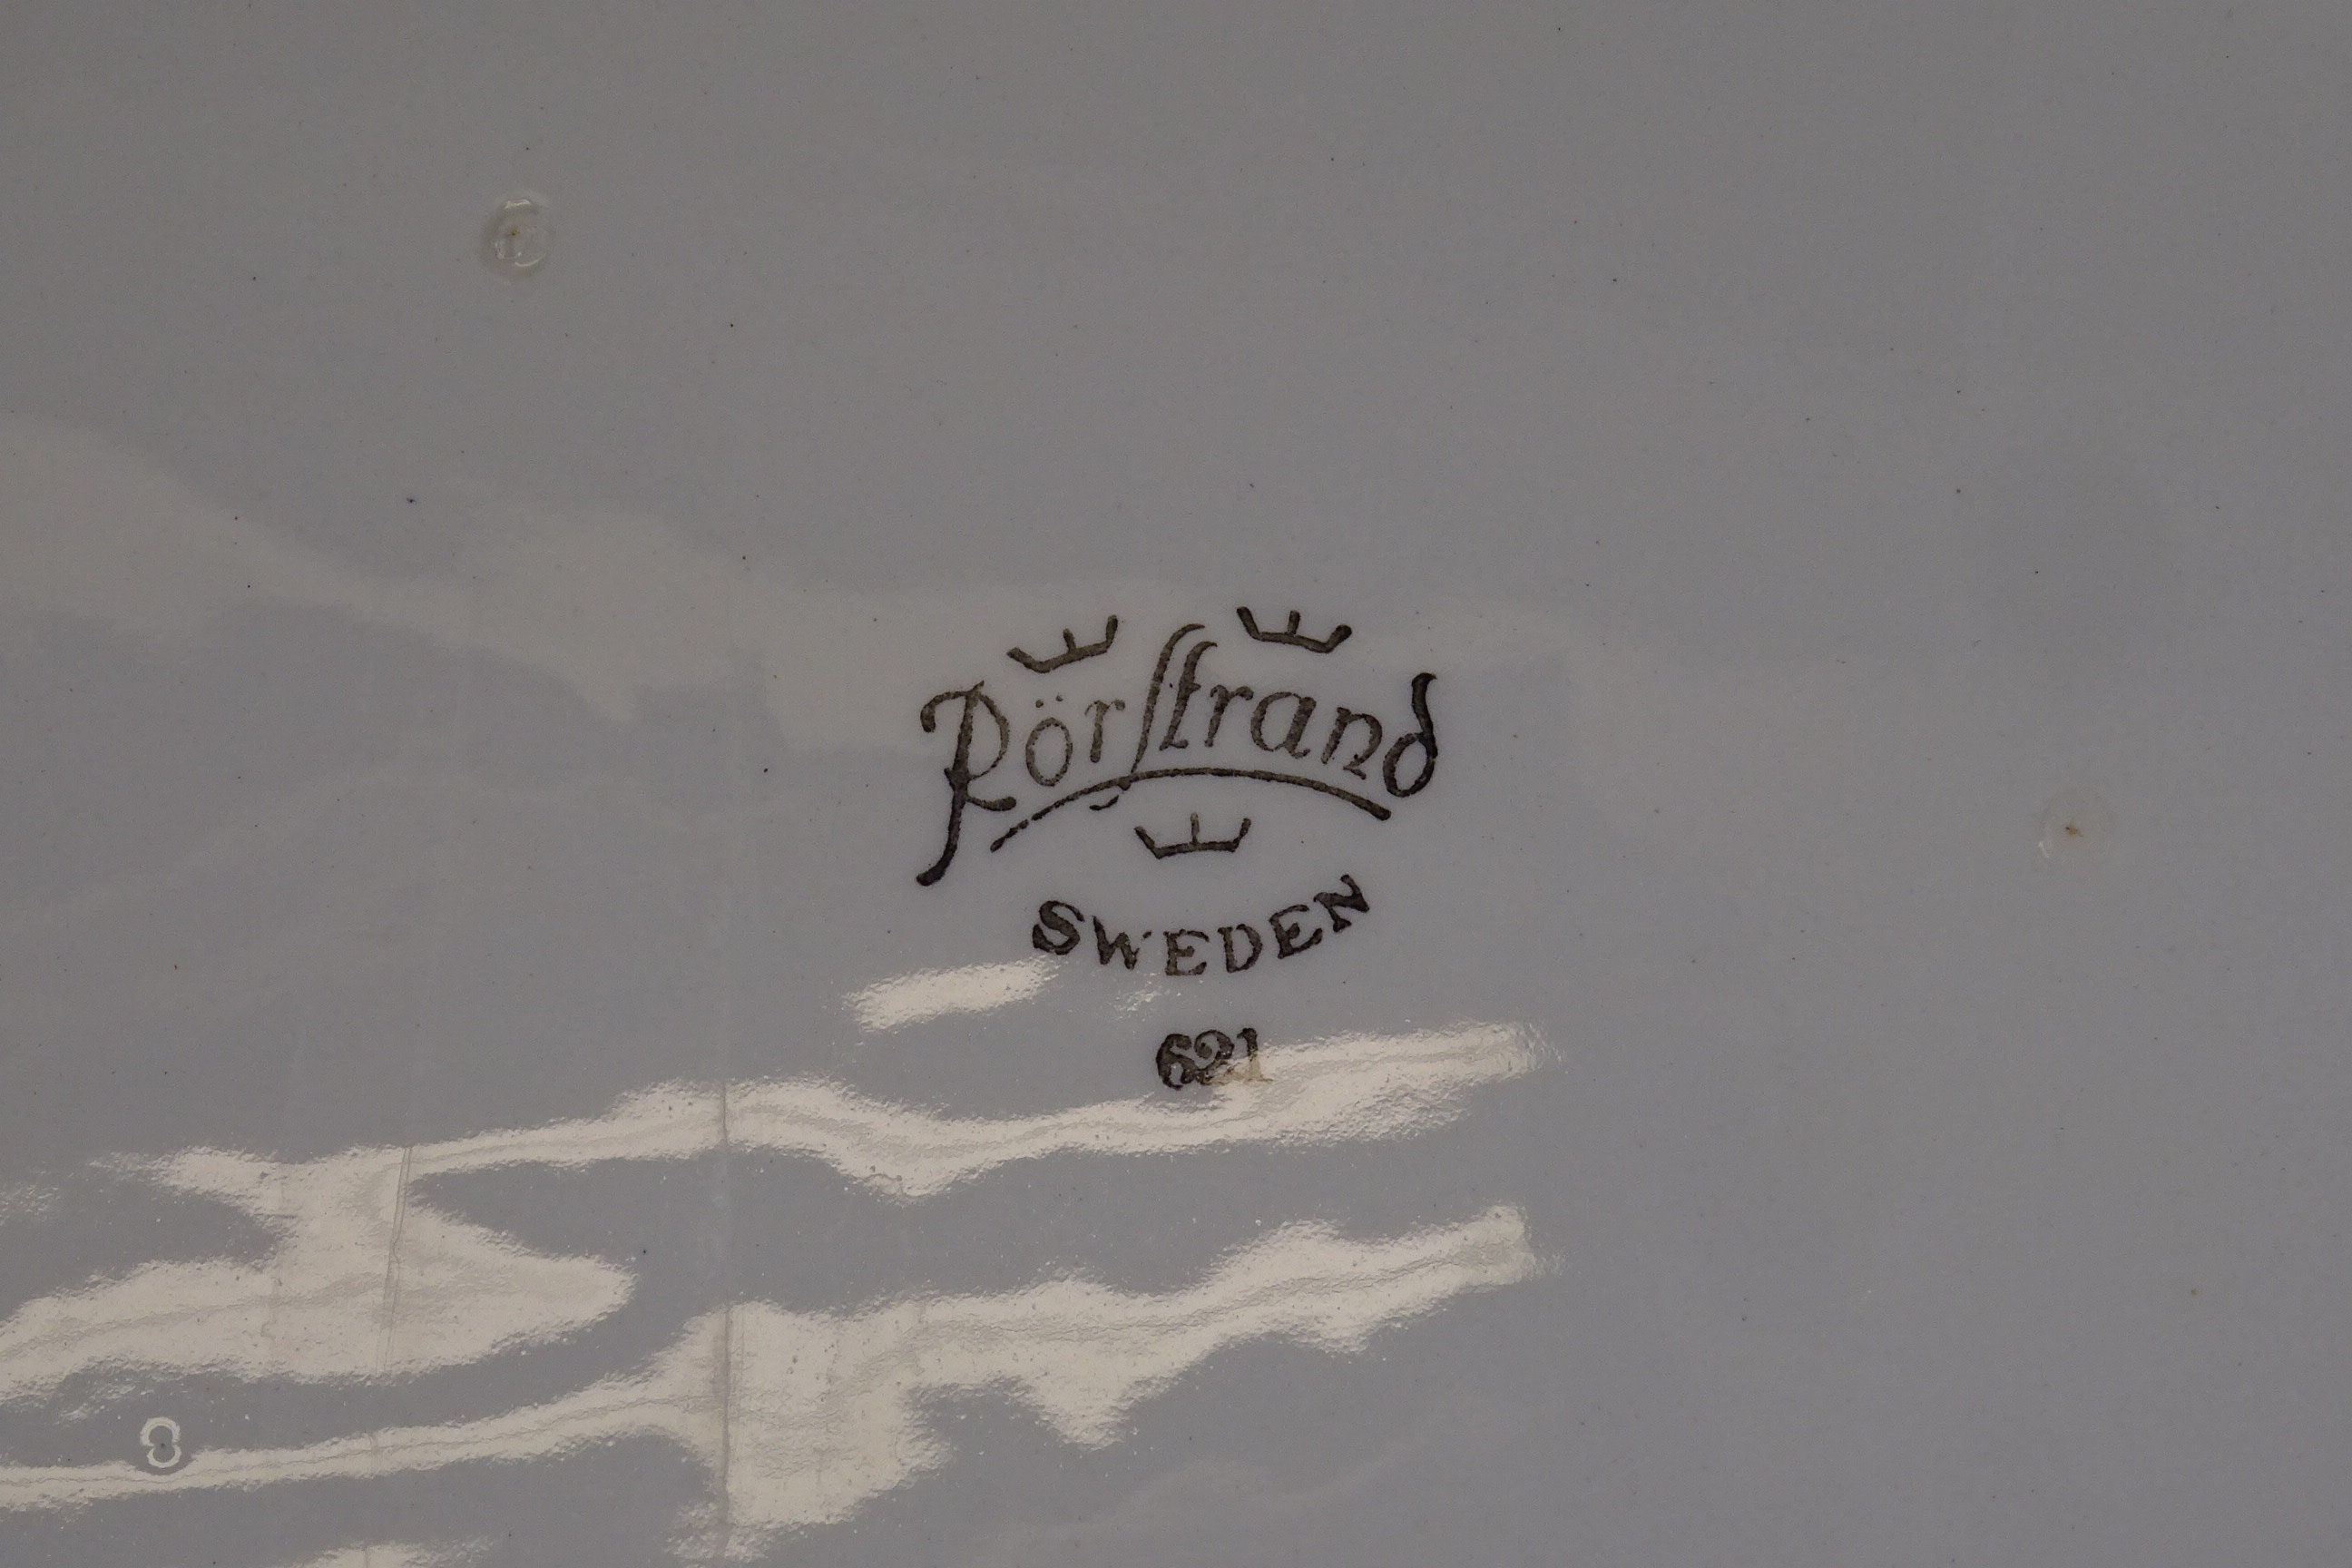 Rörstrand
SWEDEN
621